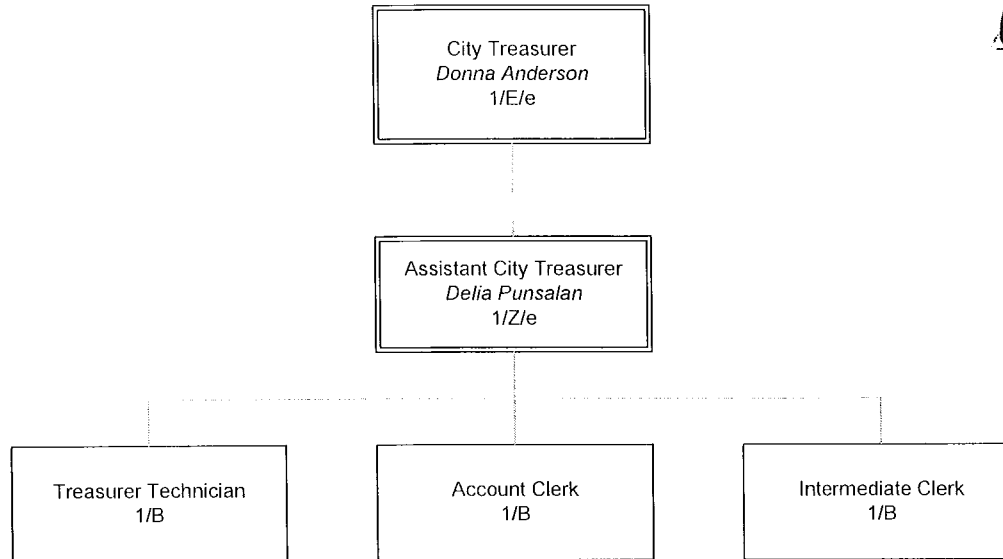 City Treasurer
Donna Anderson
1/E/e
Assistant City Treasurer
Delia Punsalan
1/Z/e
Treasurer Technician
1/B
Account Clerk
1/B
Intermediate Clerk
1/B